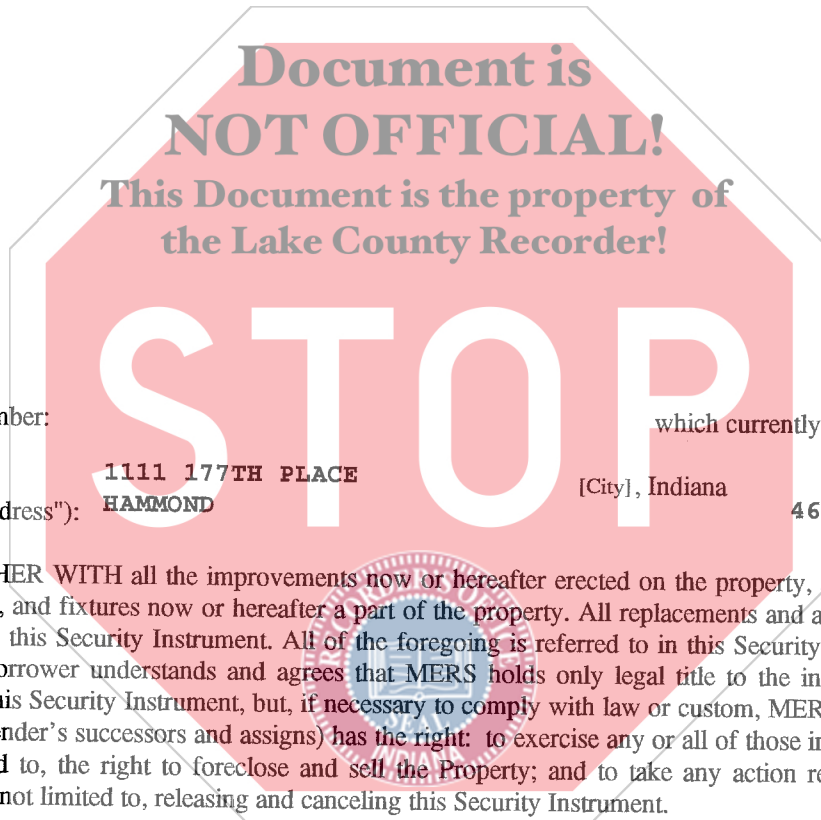 Document is
NOT OFFICIAL!
This Document is the property of
the Lake County Recorder!
STOP
nber:
which currently
1111 177TH PLACE
[City], Indiana
dress"): HAMMOND
46
HER WITH all the improvements now or hereafter erected on the property,
, and fixtures now or hereafter a part of the property. All replacements and a
this Security Instrument. All of the foregoing is referred to in this Security
orrower understands and agrees that MERS holds only legal title to the in
his Security Instrument, but, if necessary to comply with law or custom, MER
nder's successors and assigns) has the right: to exercise any or all of those in
d to, the right to foreclose and sell the Property; and to take any action re
not limited to, releasing and canceling this Security Instrument.
SEAL